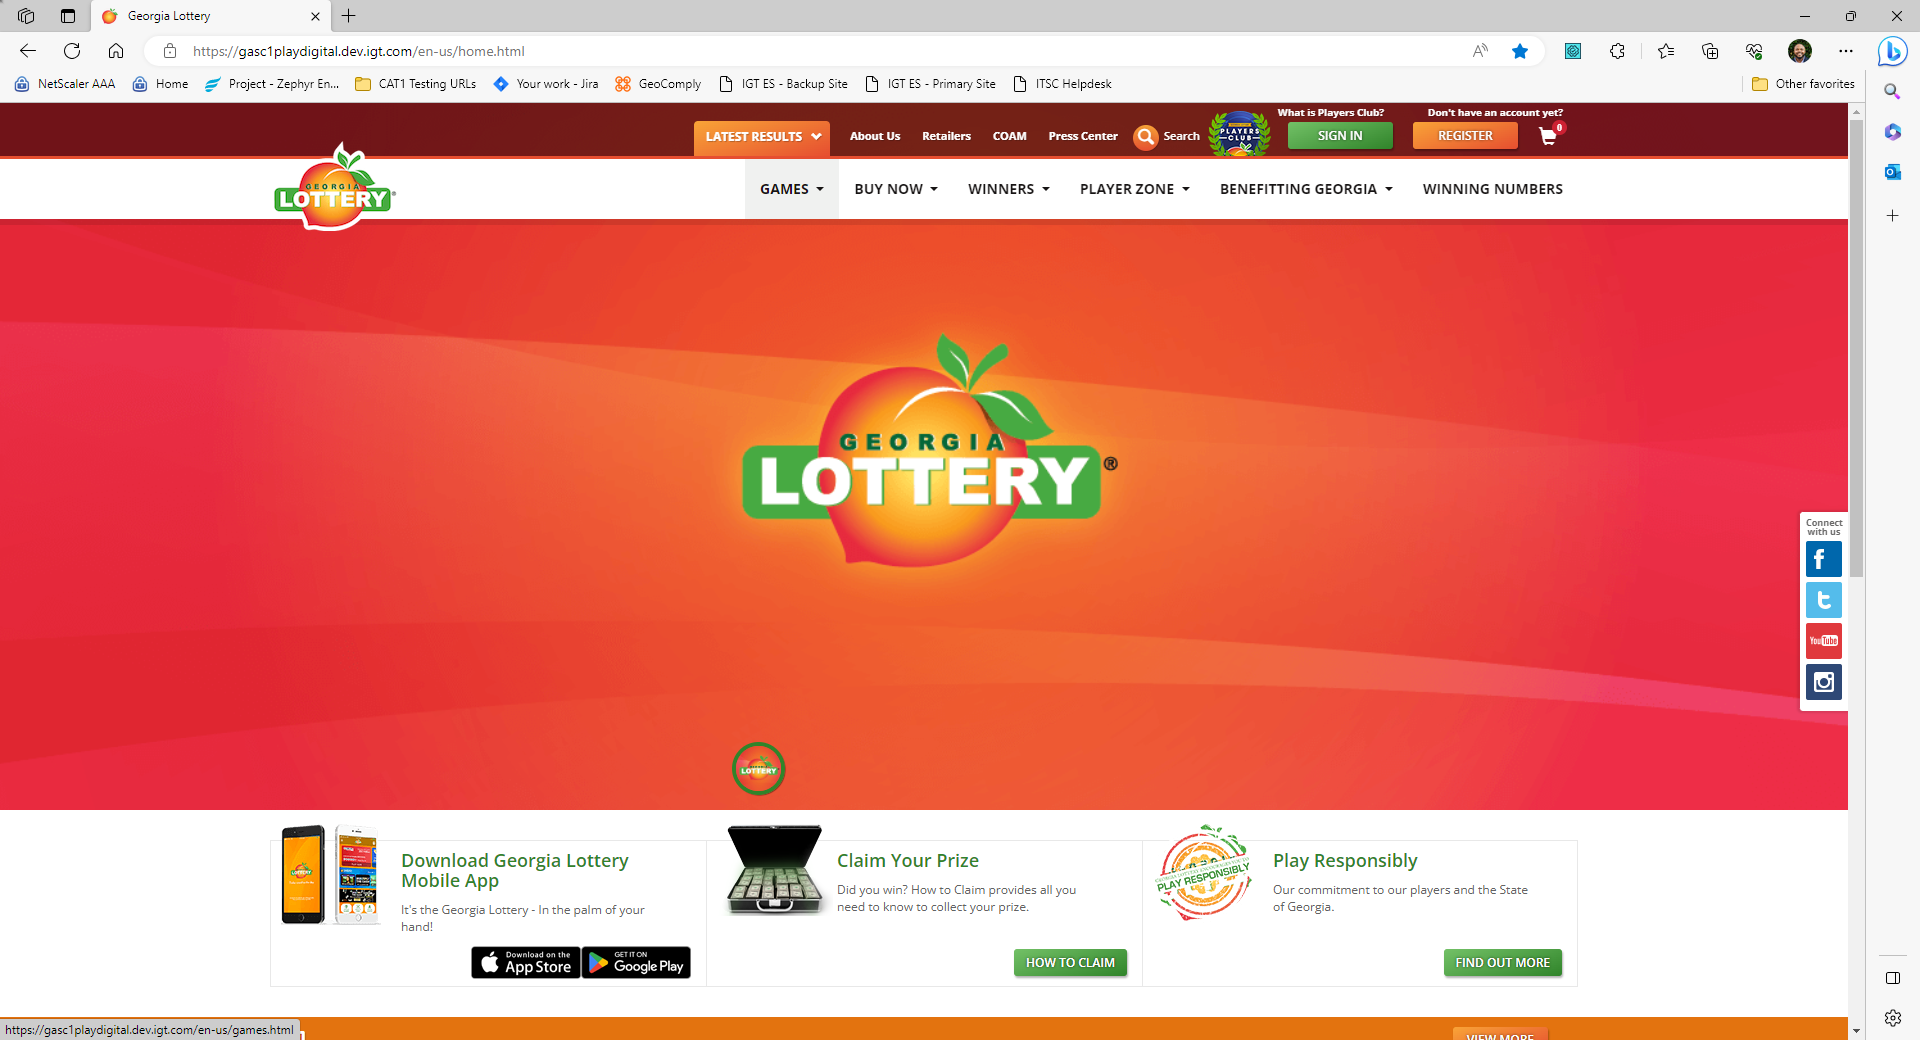 Georgia Lottery
https://gasc1playdigital.dev.igt.com/en-us/home.html
NetScaler AAA
Home
Project - Zephyr En...
CAT1 Testing URLs
Your work - Jira
GeoComply
IGT ES - Backup Site
IGT ES - Primary Site
ITSC Helpdesk
Other favorites
What is Players Club?
Don't have an account yet?
LATEST RESULTS
About Us
Retailers
COAM
Press Center
Search
PLAYERS
CLUB
SIGN IN
REGISTER
0
GEORGIA
LOTTERY®
GAMES
BUY NOW
WINNERS
PLAYER ZONE
BENEFITTING GEORGIA
WINNING NUMBERS
GEORGIA
LOTTERY®
Connect
with us
f
t
YouTube
LOTTERY
LOTTERY
Download Georgia Lottery
Mobile App
It's the Georgia Lottery - In the palm of your
hand!
Download on the
App Store
GET IT ON
Google Play
Claim Your Prize
Did you win? How to Claim provides all you
need to know to collect your prize.
HOW TO CLAIM
PLAY RESPONSIBLY
Play Responsibly
Our commitment to our players and the State
of Georgia.
FIND OUT MORE
https://gasc1playdigital.dev.igt.com/en-us/games.html
VIEW MORE